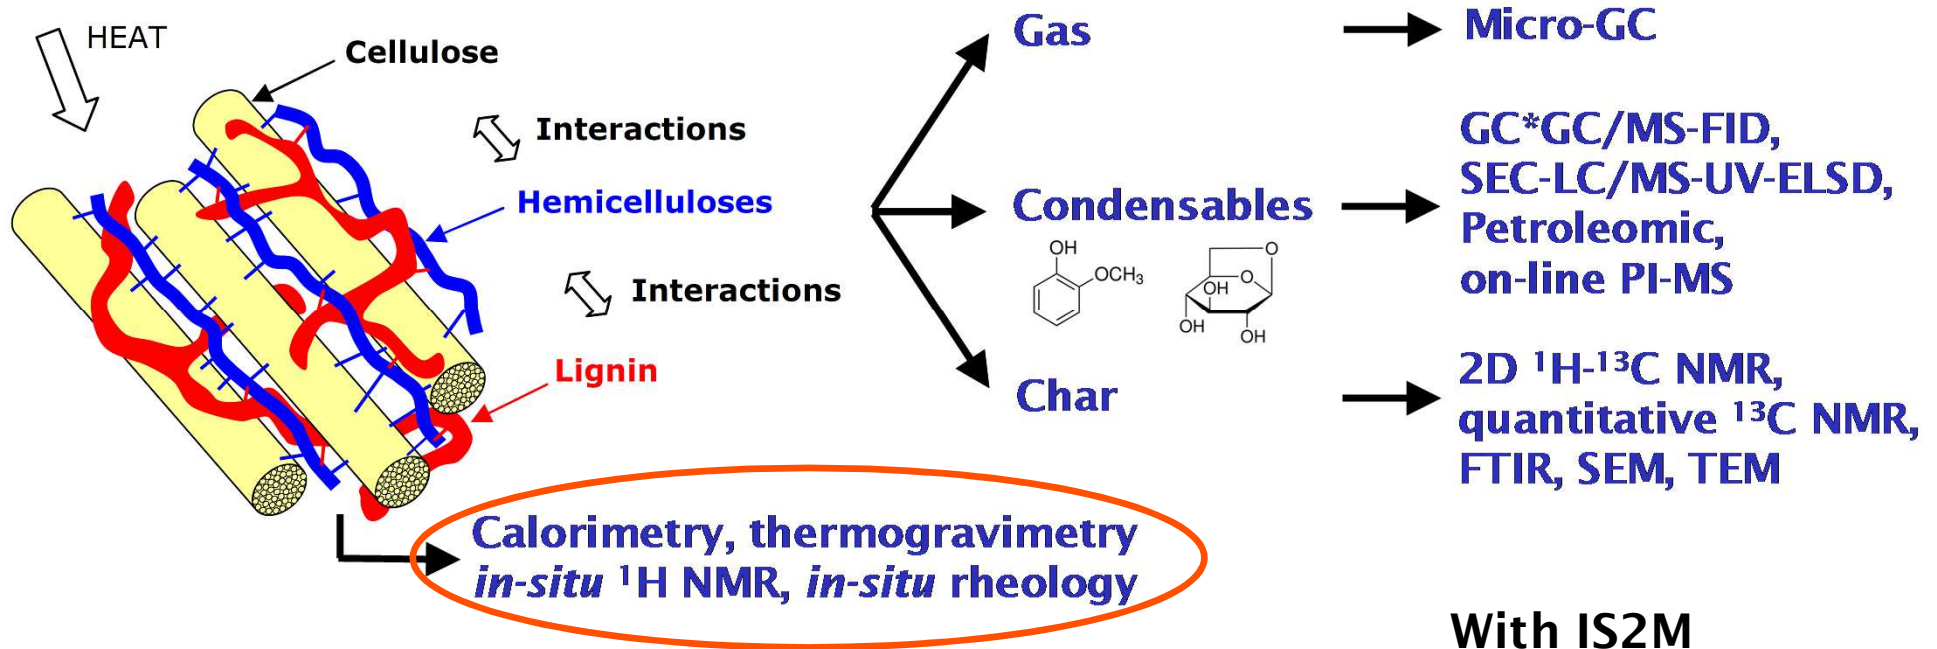 HEAT
Cellulose
Interactions
Hemicelluloses
Interactions
Lignin
Gas
Micro-GC
Condensables
GC*GC/MS-FID,
SEC-LC/MS-UV-ELSD,
Petroleomic,
on-line PI-MS
OH
OCH3
O
O
OH
OH
OH
Char
2D ¹H-¹³C NMR,
quantitative ¹³C NMR,
FTIR, SEM, TEM
Calorimetry, thermogravimetry
in-situ ¹H NMR, in-situ rheology
With IS2M